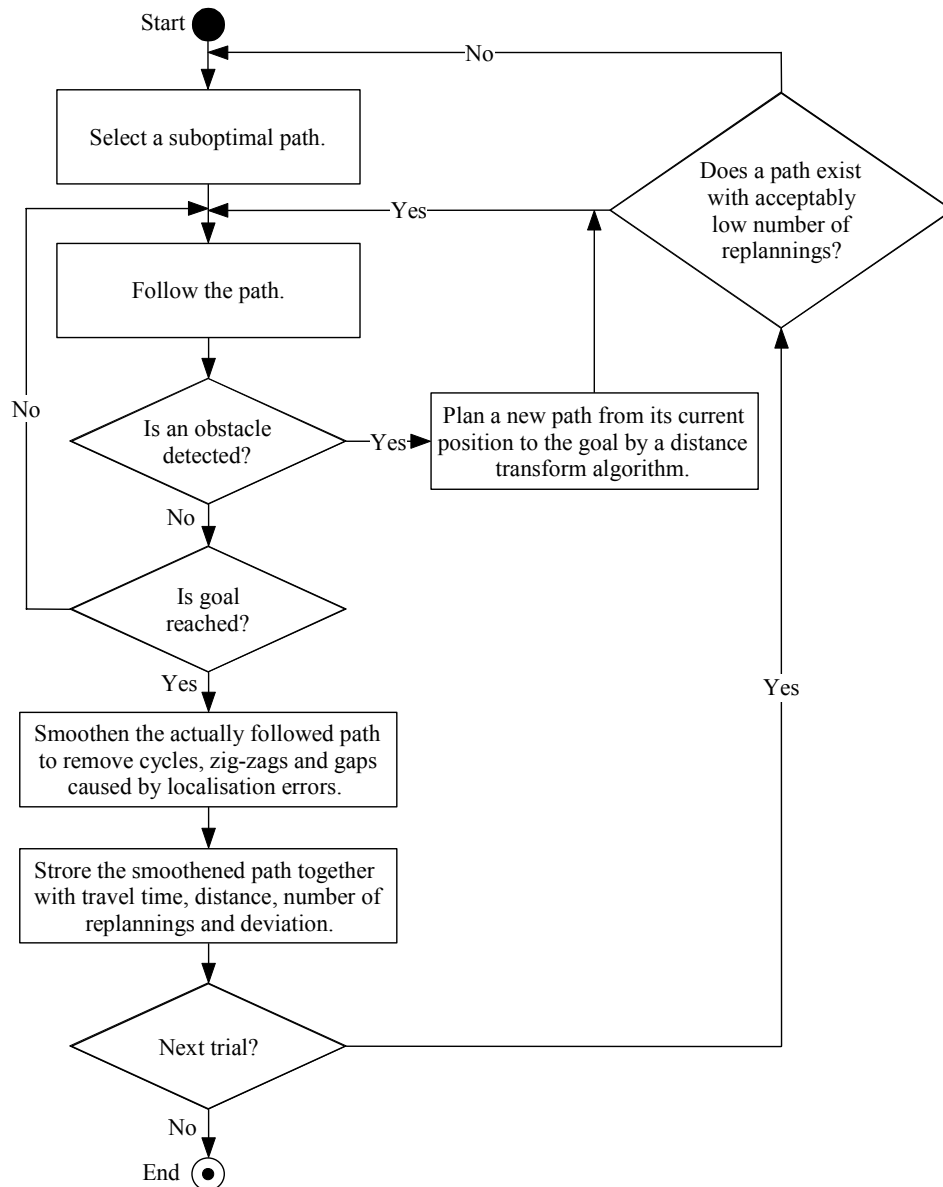 Start
No
Select a suboptimal path.
Does a path exist
with acceptably
low number of
replannings?
Yes
Follow the path.
No
Is an obstacle
detected?
Yes
Plan a new path from its current
position to the goal by a distance
transform algorithm.
No
Is goal
reached?
Yes
Yes
Smoothen the actually followed path
to remove cycles, zig-zags and gaps
caused by localisation errors.
Strore the smoothened path together
with travel time, distance, number of
replannings and deviation.
Next trial?
No
End